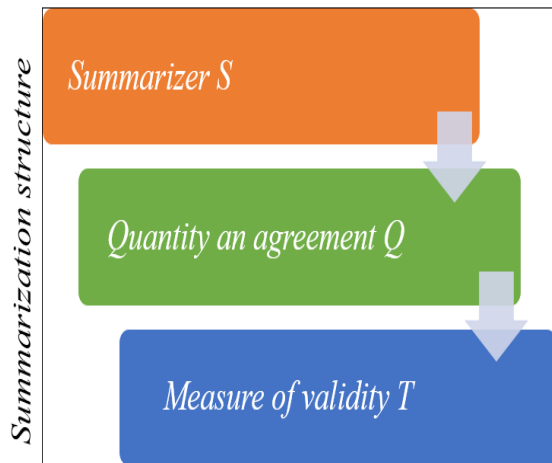 Summarization structure
Summarizer S
Quantity an agreement Q
Measure of validity T